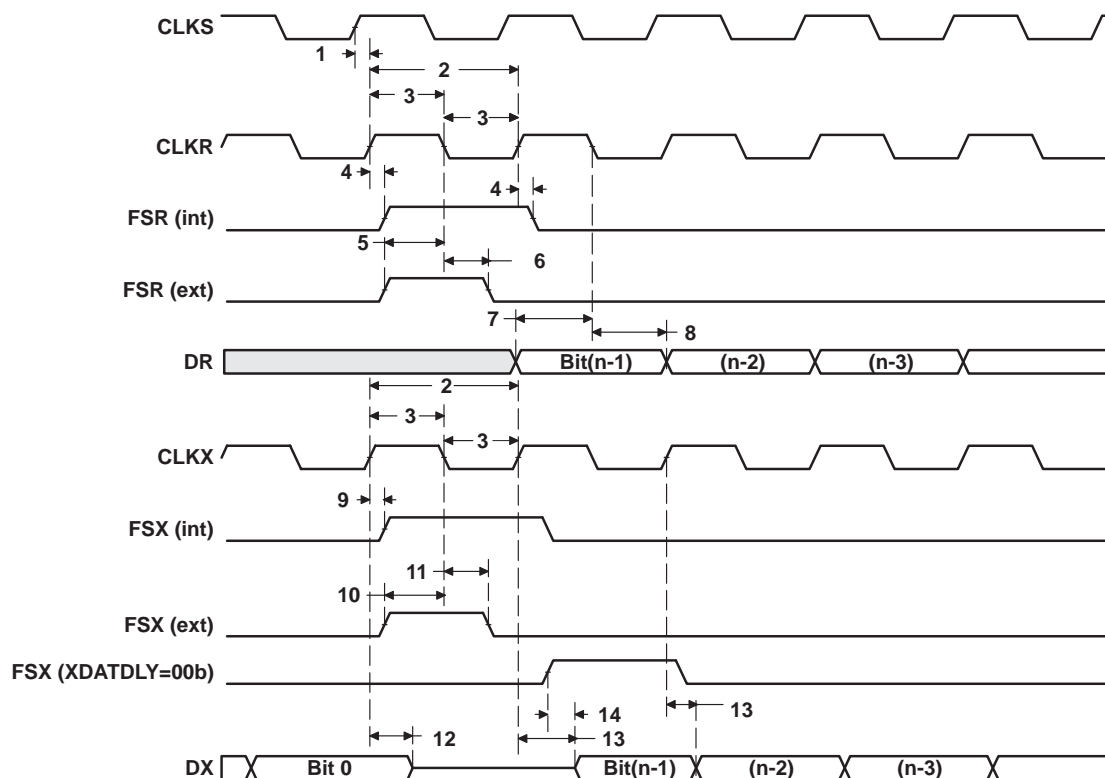 CLKS
1
2
3
3
CLKR
4
4
FSR (int)
5
6
FSR (ext)
7
8
DR Bit(n-1) (n-2) (n-3)
2
3
3
CLKX
9
FSX (int)
11
10
FSX (ext)
FSX (XDATDLY=00b)
14
13
12
13
DX Bit 0 Bit(n-1) (n-2) (n-3)